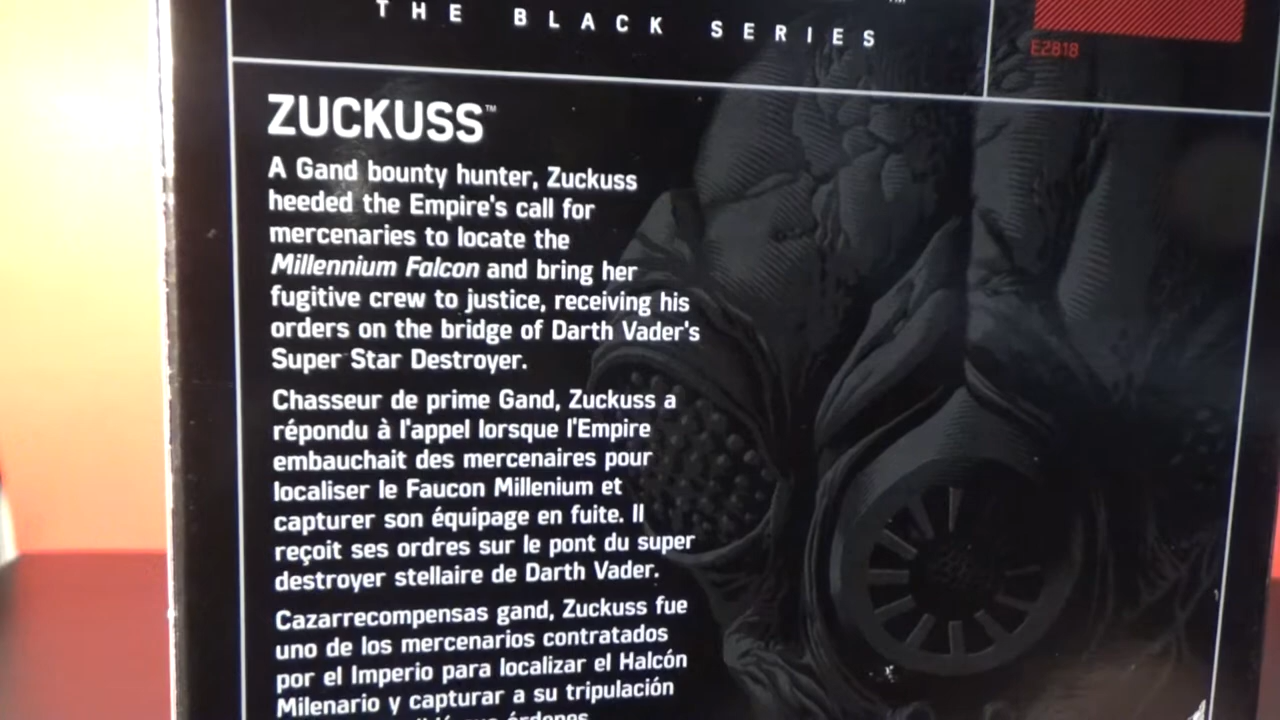 THE BLACK SERIES
E2818
ZUCKUSS™
A Gand bounty hunter, Zuckuss
heeded the Empire's call for
mercenaries to locate the
Millennium Falcon and bring her
fugitive crew to justice, receiving his
orders on the bridge of Darth Vader's
Super Star Destroyer.
Chasseur de prime Gand, Zuckuss a
répondu à l'appel lorsque l'Empire
embauchait des mercenaires pour
localiser le Faucon Millenium et
capturer son équipage en fuite. Il
reçoit ses ordres sur le pont du super
destroyer stellaire de Darth Vader.
Cazarrecompensas gand, Zuckuss fue
uno de los mercenarios contratados
por el Imperio para localizar el Halcón
Milenario y capturar a su tripulación
órdenes